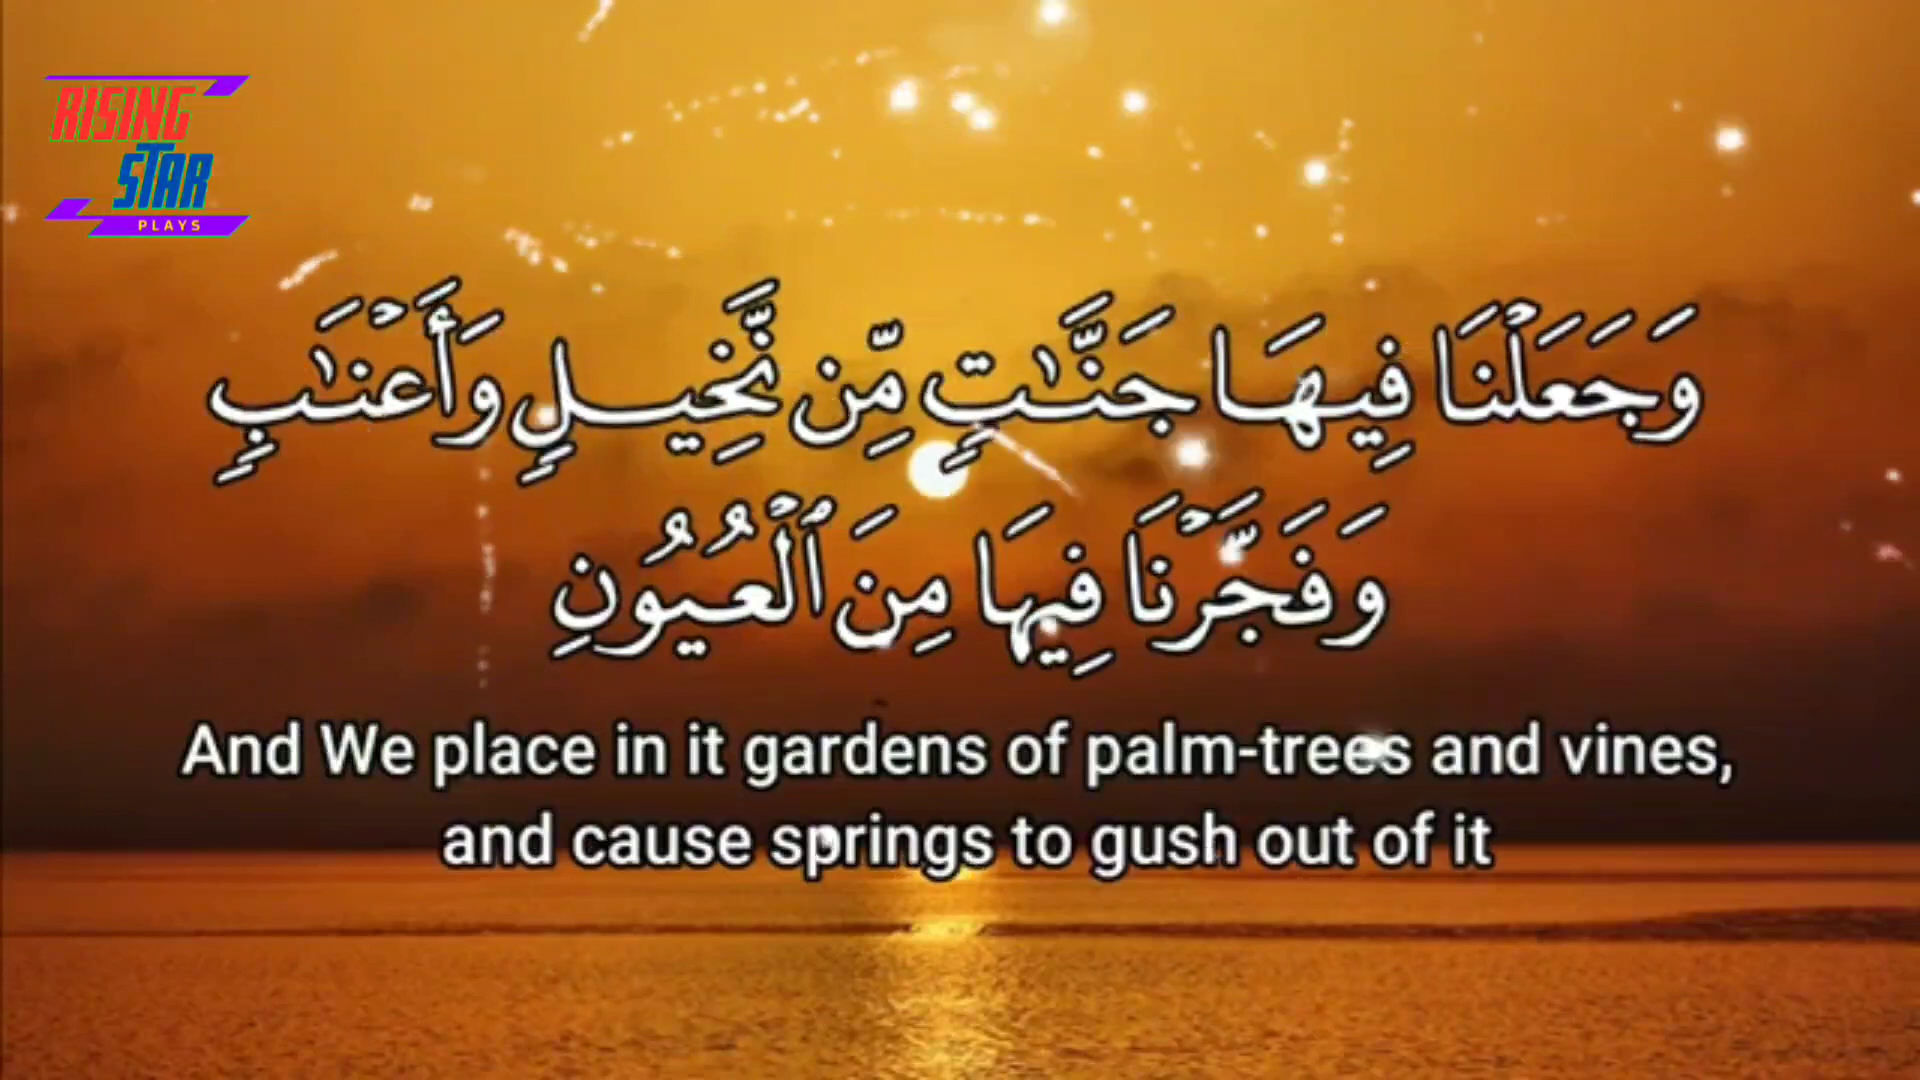 RISING
STAR
PLAYS
وَجَعَلْنَا فِيهَا جَنَّـٰتٍ مِّن نَّخِيلٍ وَأَعْنَـٰبٍ
وَفَجَّرْنَا فِيهَا مِنَ ٱلْعُيُونِ
And We place in it gardens of palm-trees and vines,
and cause springs to gush out of it